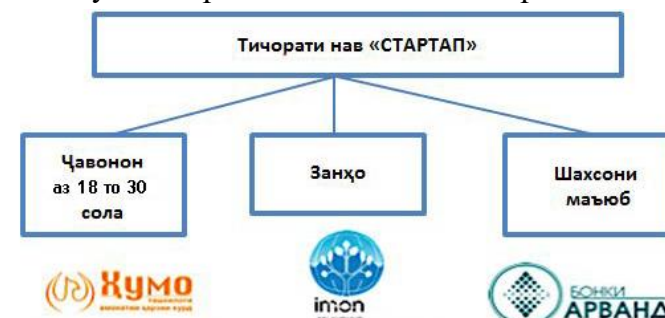 Тичорати нав «СТАРТАП»
Ҷавонон
аз 18 то 30
сола
Занҳо
Шахсони
маъюб
Хумо
imon
БОНКИ
АРВАНД